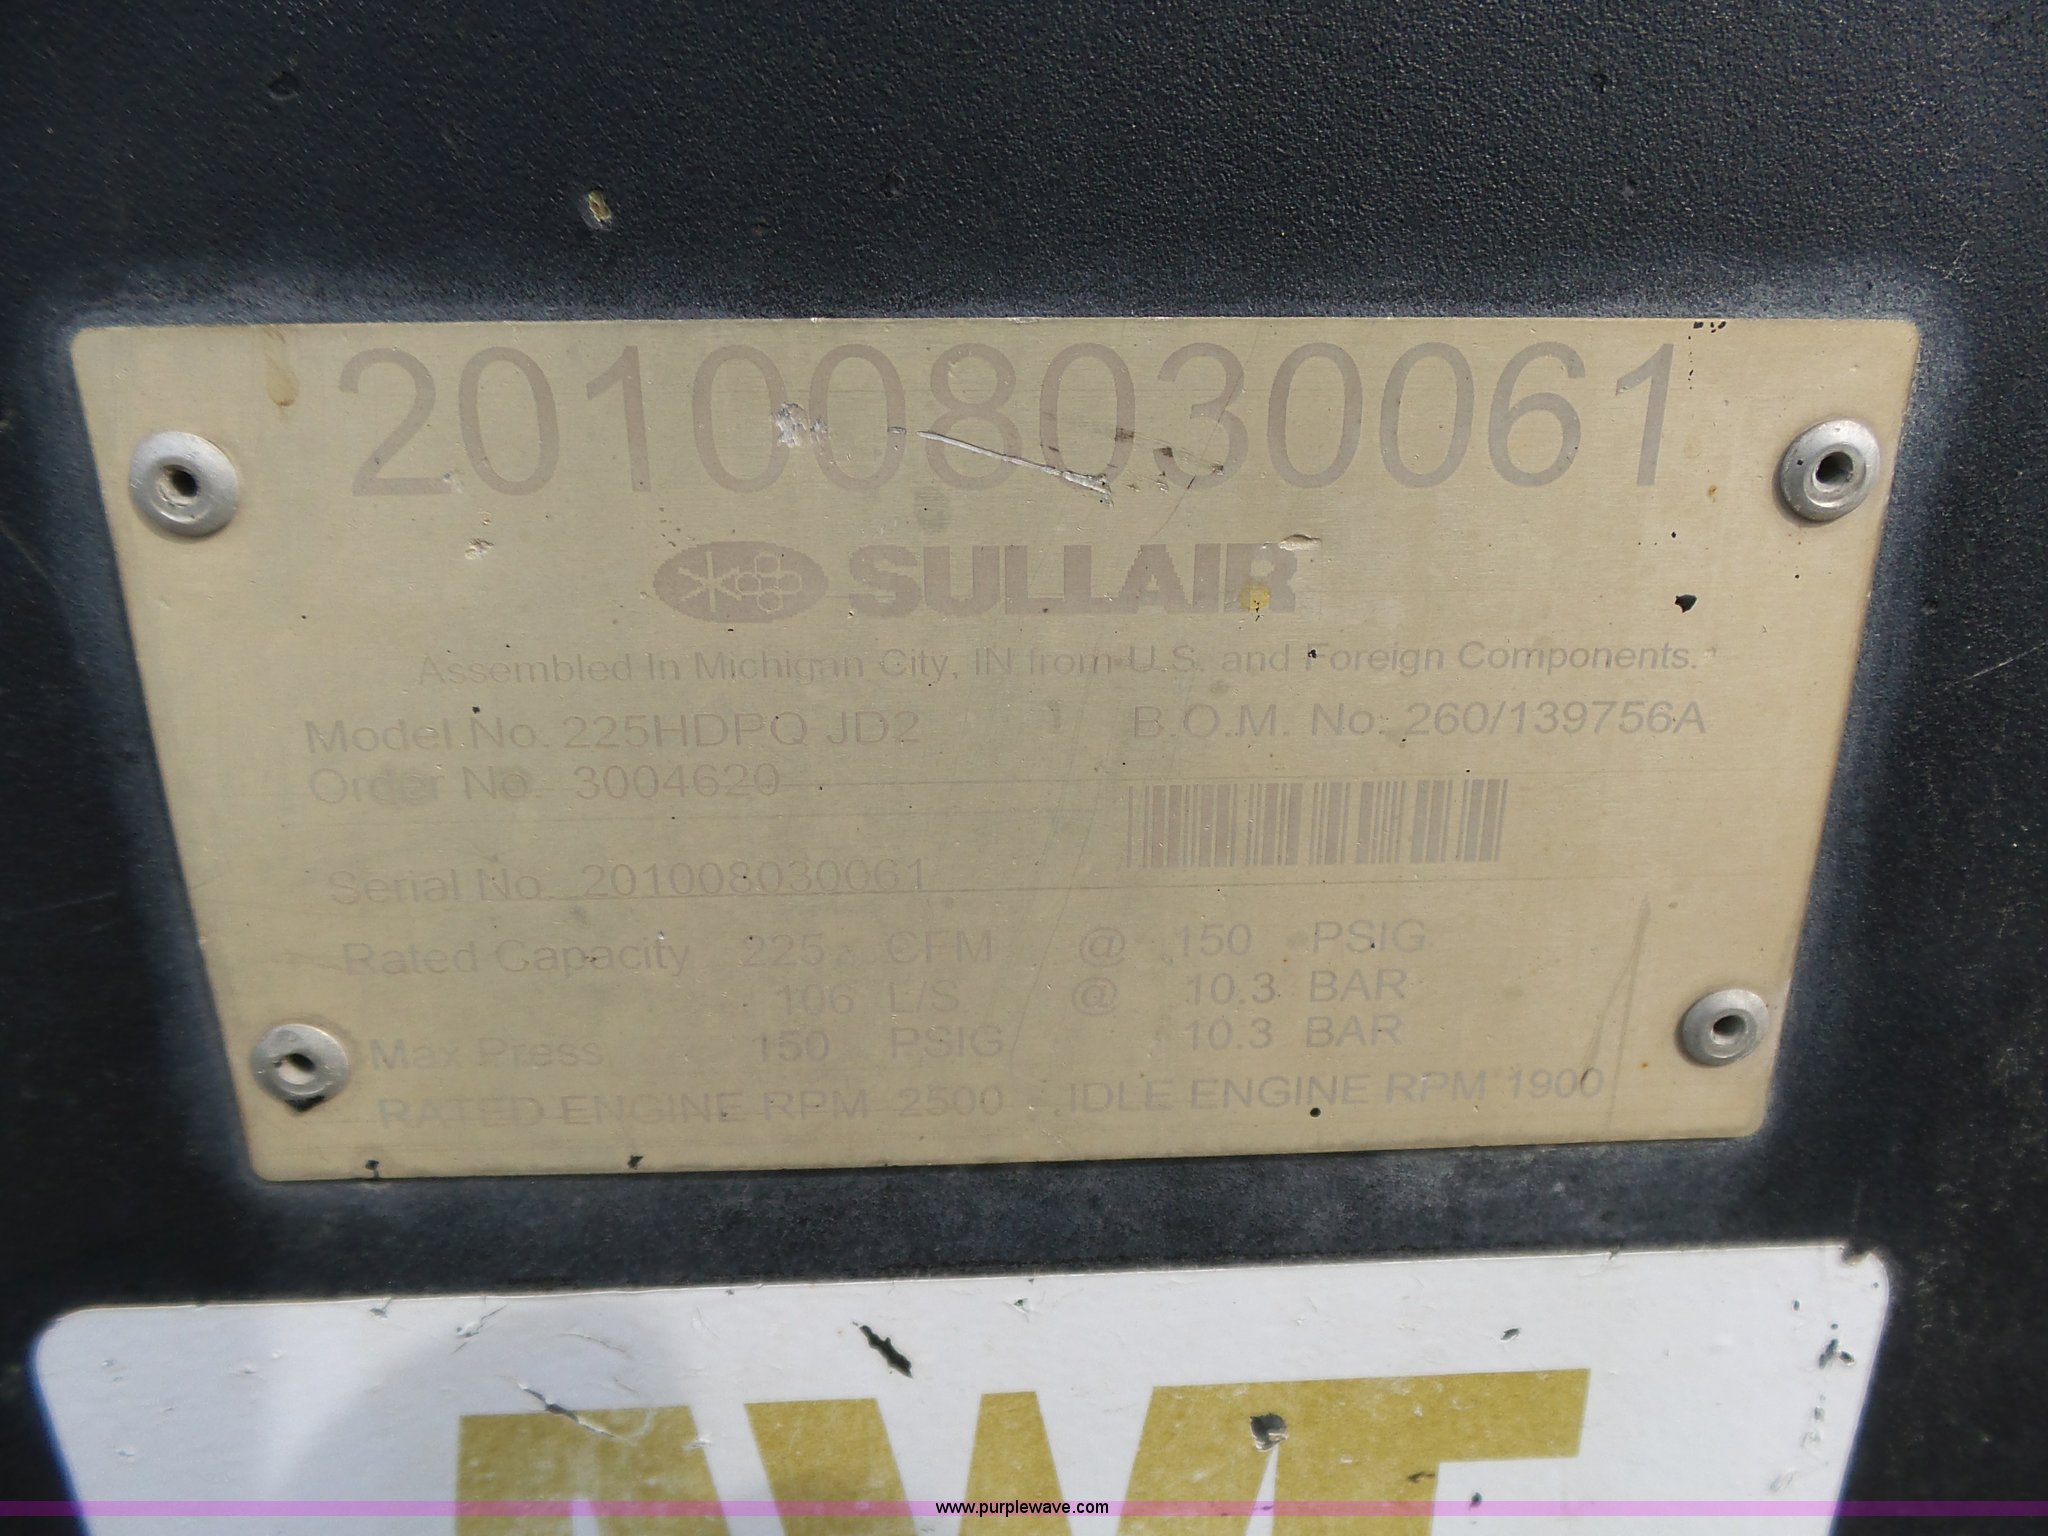 201008030061
SULLAIR
Assembled In Michigan City, IN from U.S. and Foreign Components.
Model No. 225HDPQ JD2 B.O.M. No. 260/139756A
Order No. 3004620
Serial No. 201008030061
Rated Capacity 225 CFM @ 150 PSIG
106 L/S @ 10.3 BAR
Max Press 150 PSIG 10.3 BAR
RATED ENGINE RPM 2500 IDLE ENGINE RPM 1900
www.purplewave.com